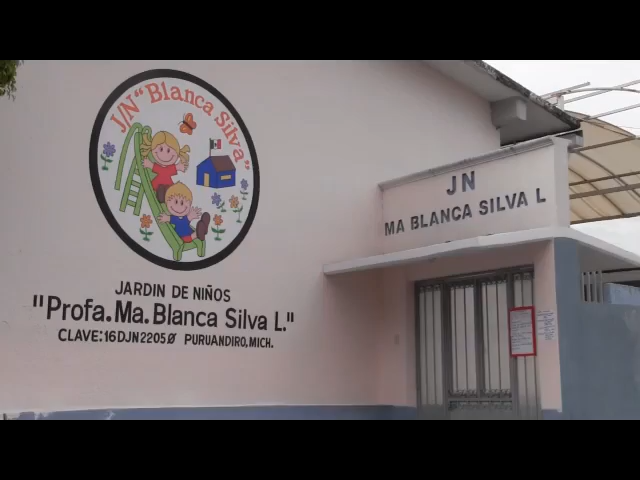 J/N "Blanca Silva"
JARDIN DE NIÑOS
"Profa. Ma. Blanca Silva L."
CLAVE: 16DJN2205Ø PURUANDIRO, MICH.
JN
MA BLANCA SILVA L